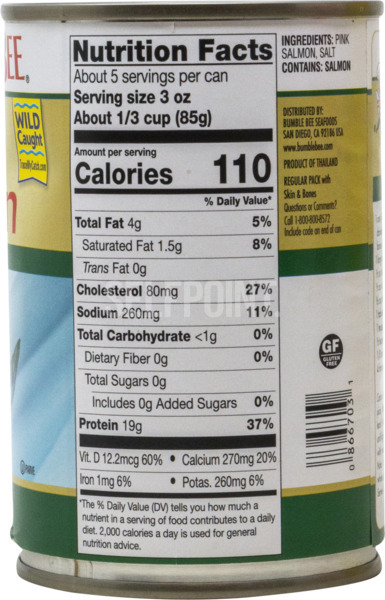 EE®
WILD
Caught
TraceMyCatch.com
Nutrition Facts
About 5 servings per can
Serving size 3 oz
About 1/3 cup (85g)
Amount per serving
Calories 110
% Daily Value*
Total Fat 4g 5%
Saturated Fat 1.5g 8%
Trans Fat 0g
Cholesterol 80mg 27%
Sodium 260mg 11%
Total Carbohydrate <1g 0%
Dietary Fiber 0g 0%
Total Sugars 0g
Includes 0g Added Sugars 0%
Protein 19g 37%
Vit. D 12.2mcg 60% • Calcium 270mg 20%
Iron 1mg 6% • Potas. 260mg 6%
*The % Daily Value (DV) tells you how much a
nutrient in a serving of food contributes to a daily
diet. 2,000 calories a day is used for general
nutrition advice.
INGREDIENTS: PINK
SALMON, SALT
CONTAINS: SALMON
DISTRIBUTED BY:
BUMBLE BEE SEAFOODS
SAN DIEGO, CA 92186 USA
www.bumblebee.com
PRODUCT OF THAILAND
REGULAR PACK with
Skin & Bones
Questions or Comments?
Call 1-800-800-8572
Include code on end of can
GF
GLUTEN
FREE